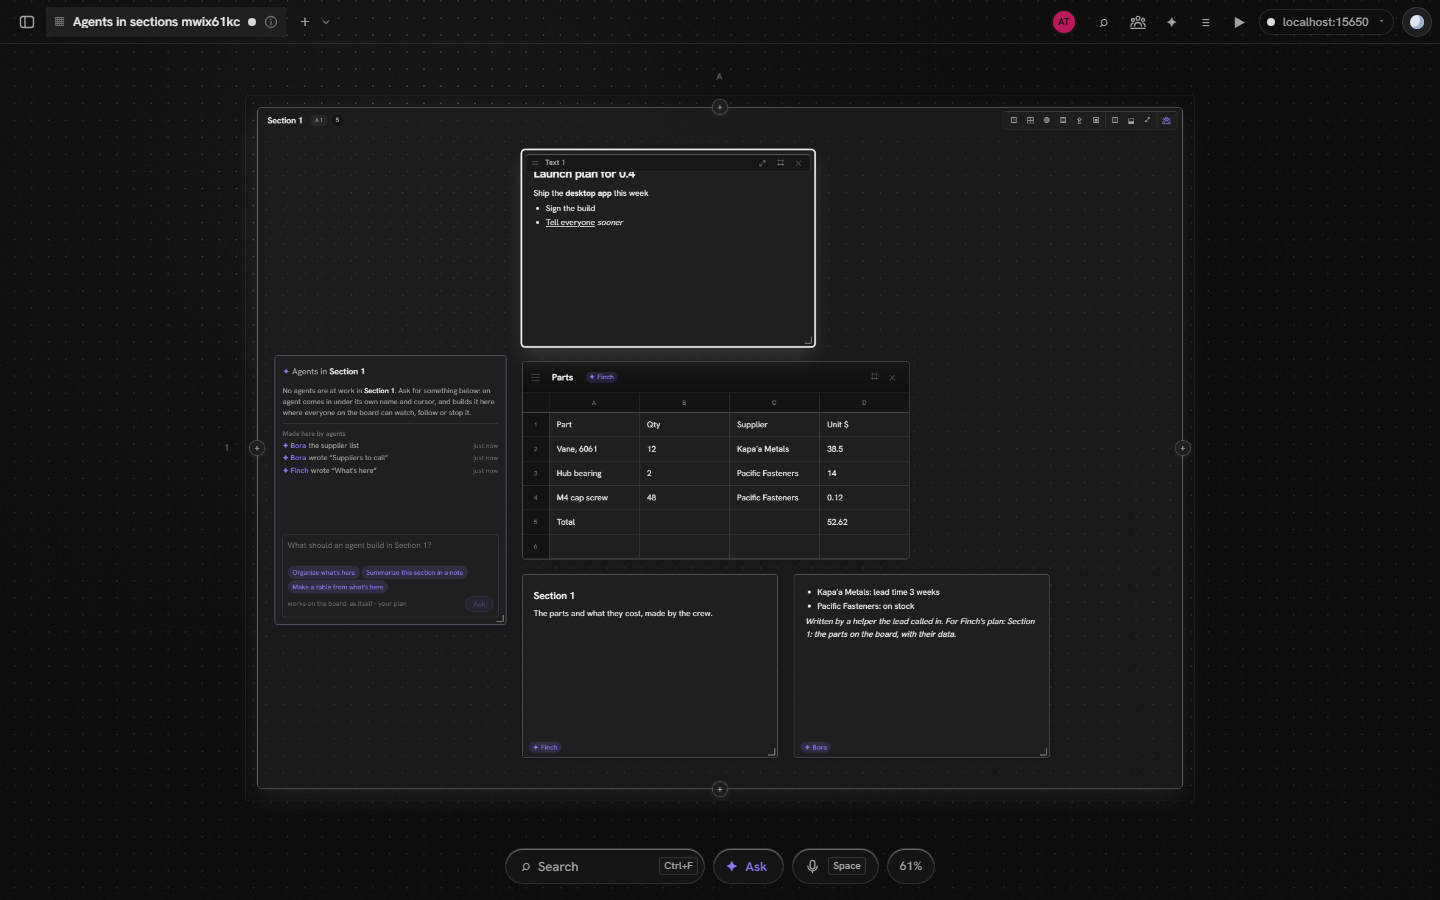 Agents in sections mwix61kc
AT
localhost:15650
A
Section 1
A1
5
Text 1
Launch plan for 0.4
Ship the desktop app this week
Sign the build
Tell everyone sooner
Agents in Section 1
No agents are at work in Section 1. Ask for something below: an
agent comes in under its own name and cursor, and builds it here
where everyone on the board can watch, follow or stop it.
Made here by agents
Bora the supplier list just now
Bora wrote “Suppliers to call” just now
Finch wrote “What's here” just now
What should an agent build in Section 1?
Organize what's here
Summarize this section in a note
Make a table from what's here
works on the board, as itself · your plan
Ask
1
Parts
Finch
A B C D
1 Part Qty Supplier Unit $
2 Vane, 6061 12 Kapa'a Metals 38.5
3 Hub bearing 2 Pacific Fasteners 14
4 M4 cap screw 48 Pacific Fasteners 0.12
5 Total 52.62
6
Section 1
The parts and what they cost, made by the crew.
Finch
Kapa'a Metals: lead time 3 weeks
Pacific Fasteners: on stock
Written by a helper the lead called in. For Finch's plan: Section
1: the parts on the board, with their data.
Bora
Search
Ctrl+F
Ask
Space
61%